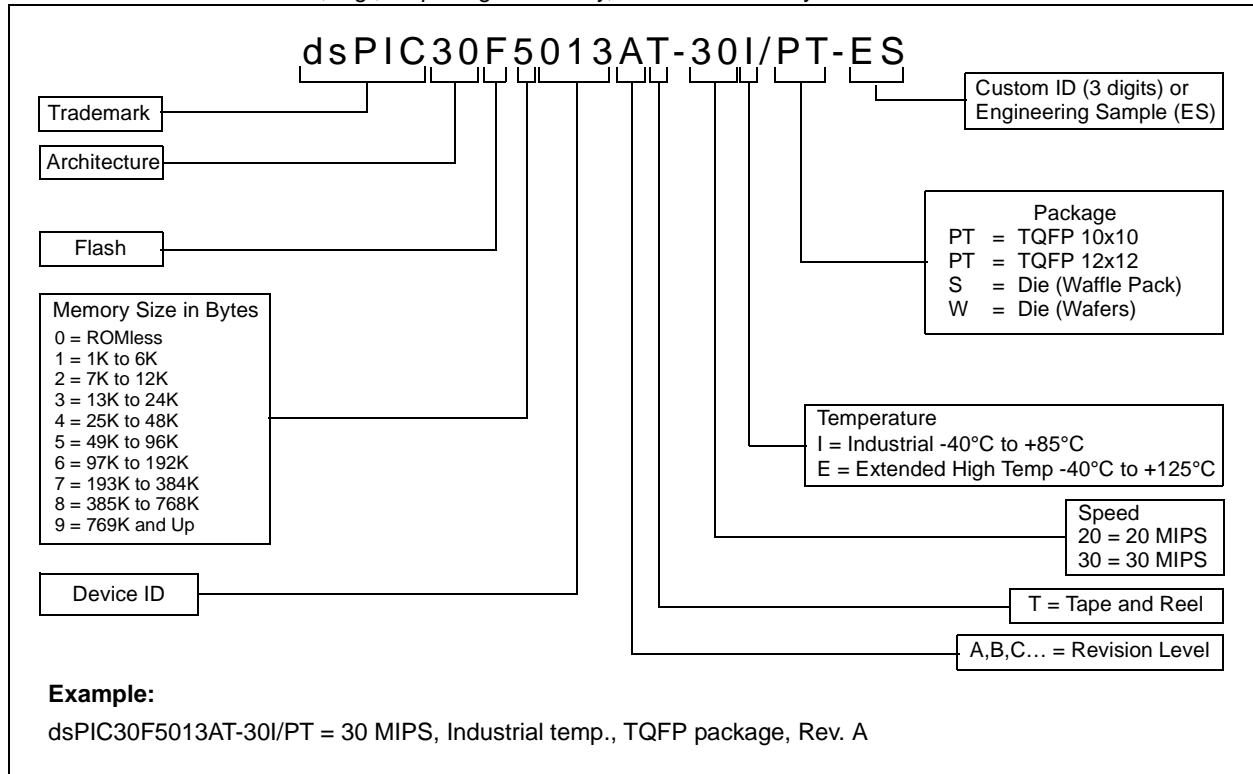 dsPIC30F5013AT-30I/PT-ES
Trademark
Architecture
Flash
Memory Size in Bytes
0 = ROMless
1 = 1K to 6K
2 = 7K to 12K
3 = 13K to 24K
4 = 25K to 48K
5 = 49K to 96K
6 = 97K to 192K
7 = 193K to 384K
8 = 385K to 768K
9 = 769K and Up
Device ID
Custom ID (3 digits) or
Engineering Sample (ES)
Package
PT = TQFP 10x10
PT = TQFP 12x12
S = Die (Waffle Pack)
W = Die (Wafers)
Temperature
I = Industrial -40°C to +85°C
E = Extended High Temp -40°C to +125°C
Speed
20 = 20 MIPS
30 = 30 MIPS
T = Tape and Reel
A,B,C… = Revision Level
Example:
dsPIC30F5013AT-30I/PT = 30 MIPS, Industrial temp., TQFP package, Rev. A